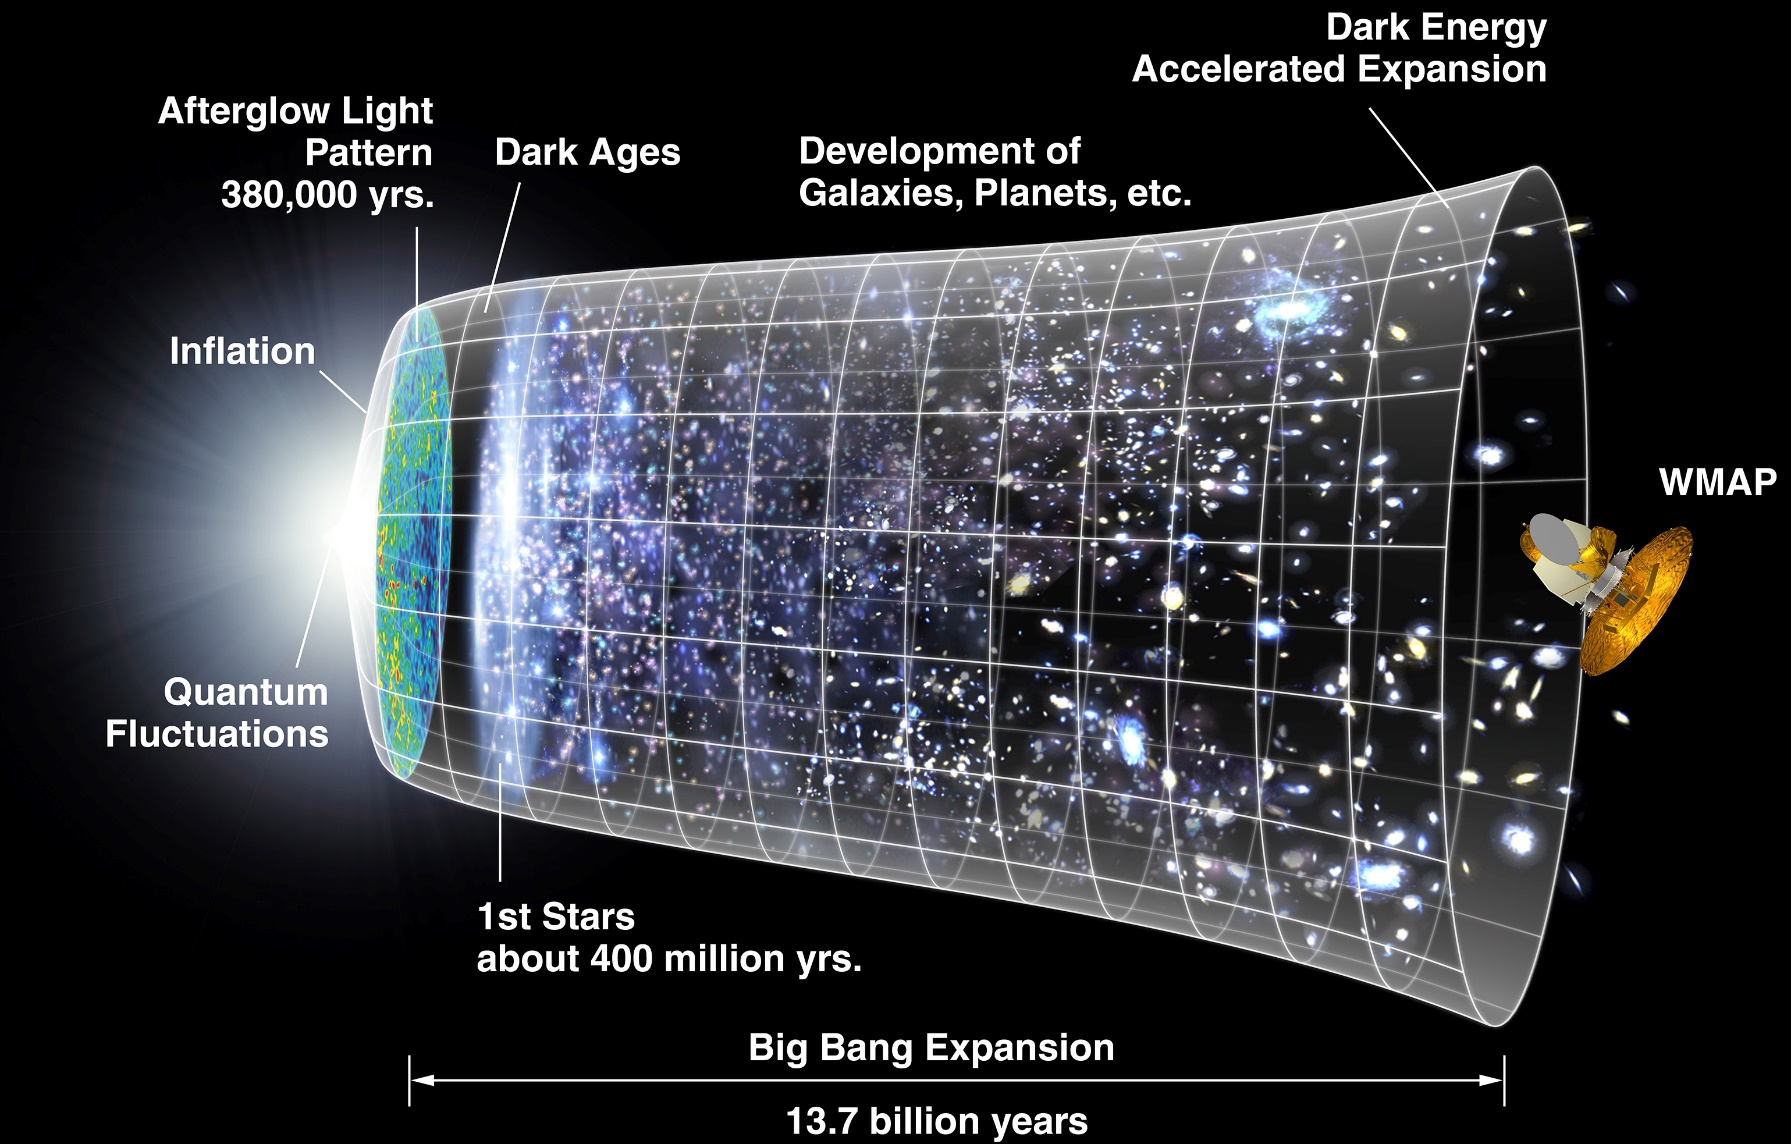 Dark Energy
Accelerated Expansion
Afterglow Light
Pattern
380,000 yrs.
Dark Ages
Development of
Galaxies, Planets, etc.
Inflation
WMAP
Quantum
Fluctuations
1st Stars
about 400 million yrs.
Big Bang Expansion
13.7 billion years